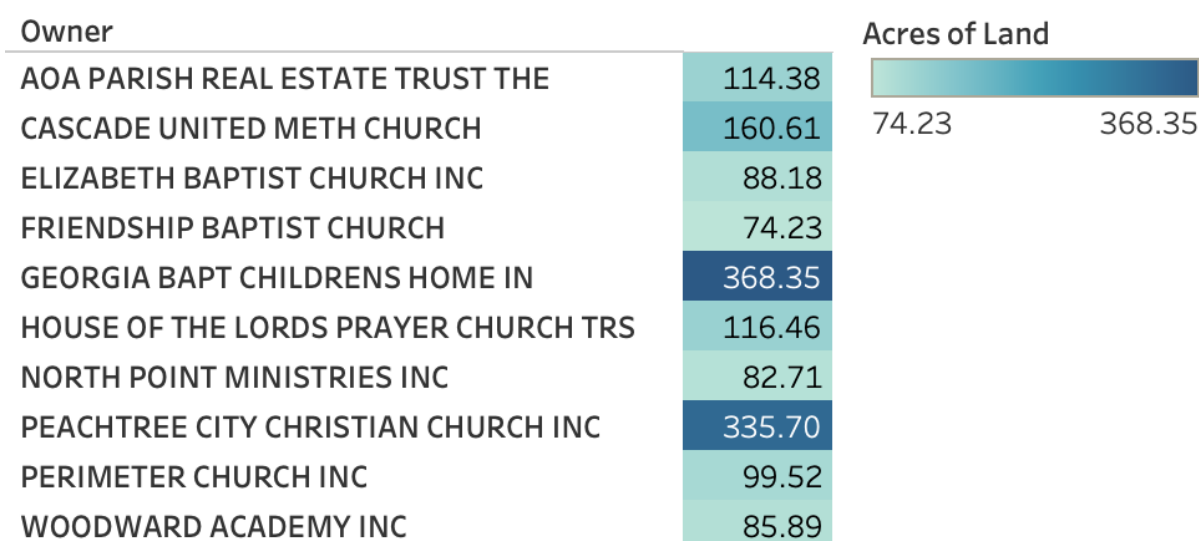 Owner
AOA PARISH REAL ESTATE TRUST THE 114.38
CASCADE UNITED METH CHURCH 160.61
ELIZABETH BAPTIST CHURCH INC 88.18
FRIENDSHIP BAPTIST CHURCH 74.23
GEORGIA BAPT CHILDRENS HOME IN 368.35
HOUSE OF THE LORDS PRAYER CHURCH TRS 116.46
NORTH POINT MINISTRIES INC 82.71
PEACHTREE CITY CHRISTIAN CHURCH INC 335.70
PERIMETER CHURCH INC 99.52
WOODWARD ACADEMY INC 85.89
Acres of Land
74.23 368.35